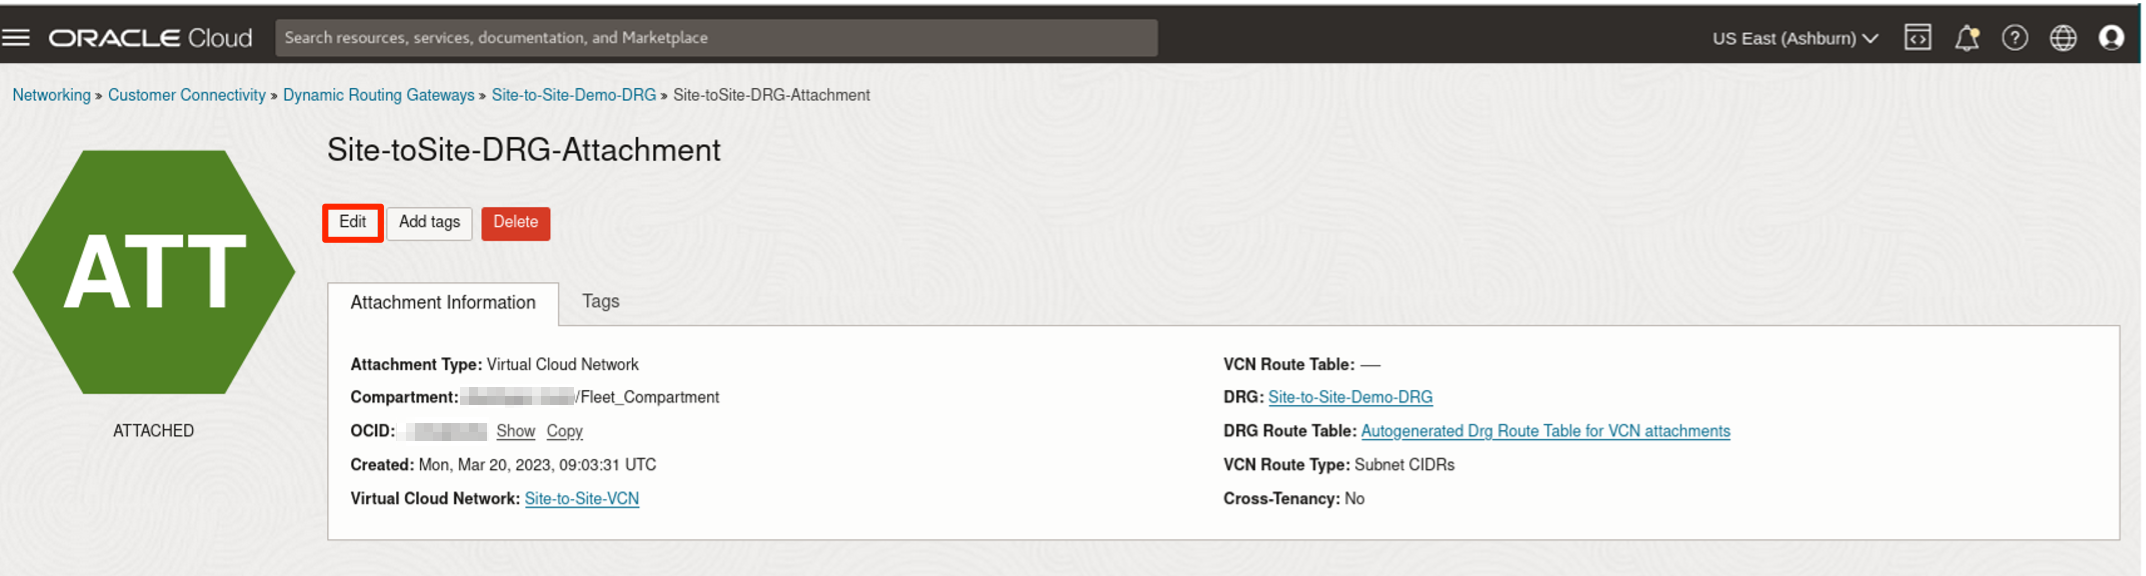 ORACLE Cloud
Search resources, services, documentation, and Marketplace
US East (Ashburn)
Networking » Customer Connectivity » Dynamic Routing Gateways » Site-to-Site-Demo-DRG » Site-toSite-DRG-Attachment
Site-toSite-DRG-Attachment
Edit Add tags Delete
ATT
ATTACHED
Attachment Information Tags
Attachment Type: Virtual Cloud Network
Compartment: /Fleet_Compartment
OCID: Show Copy
Created: Mon, Mar 20, 2023, 09:03:31 UTC
Virtual Cloud Network: Site-to-Site-VCN
VCN Route Table: —
DRG: Site-to-Site-Demo-DRG
DRG Route Table: Autogenerated Drg Route Table for VCN attachments
VCN Route Type: Subnet CIDRs
Cross-Tenancy: No